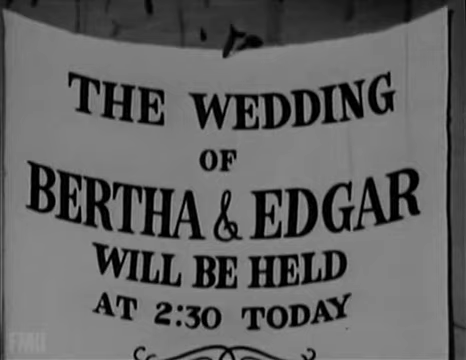 THE WEDDING
OF
BERTHA & EDGAR
WILL BE HELD
AT 2:30 TODAY